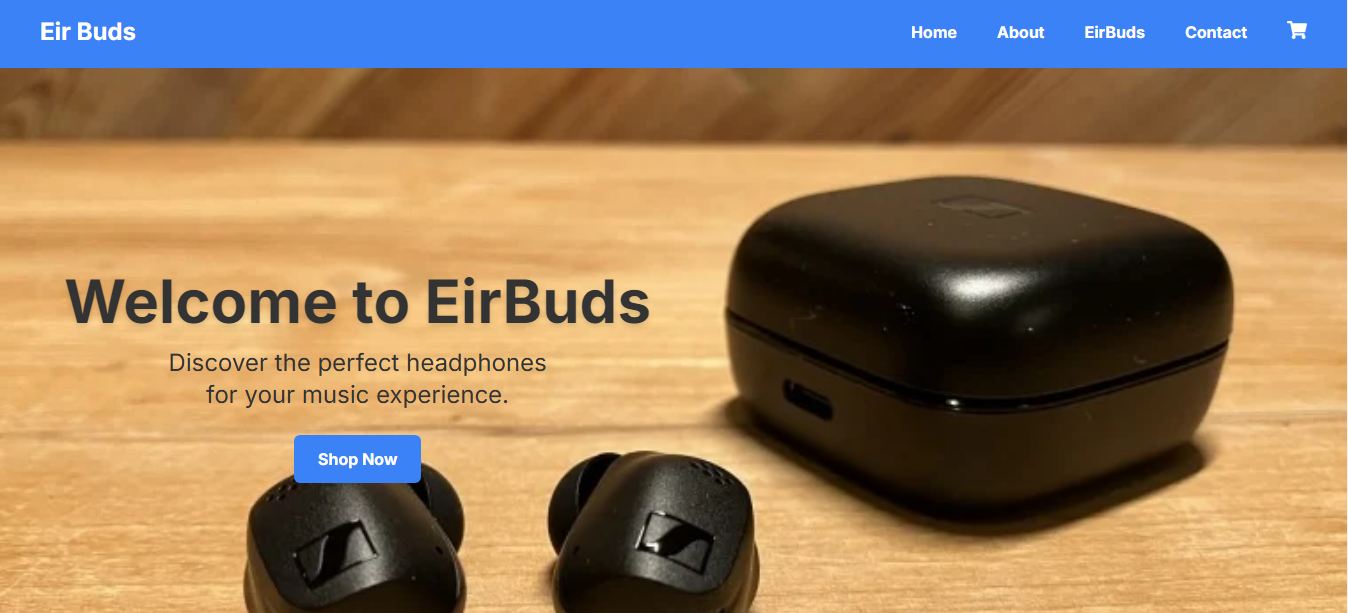 Eir Buds
Home About EirBuds Contact
Welcome to EirBuds
Discover the perfect headphones
for your music experience.
Shop Now